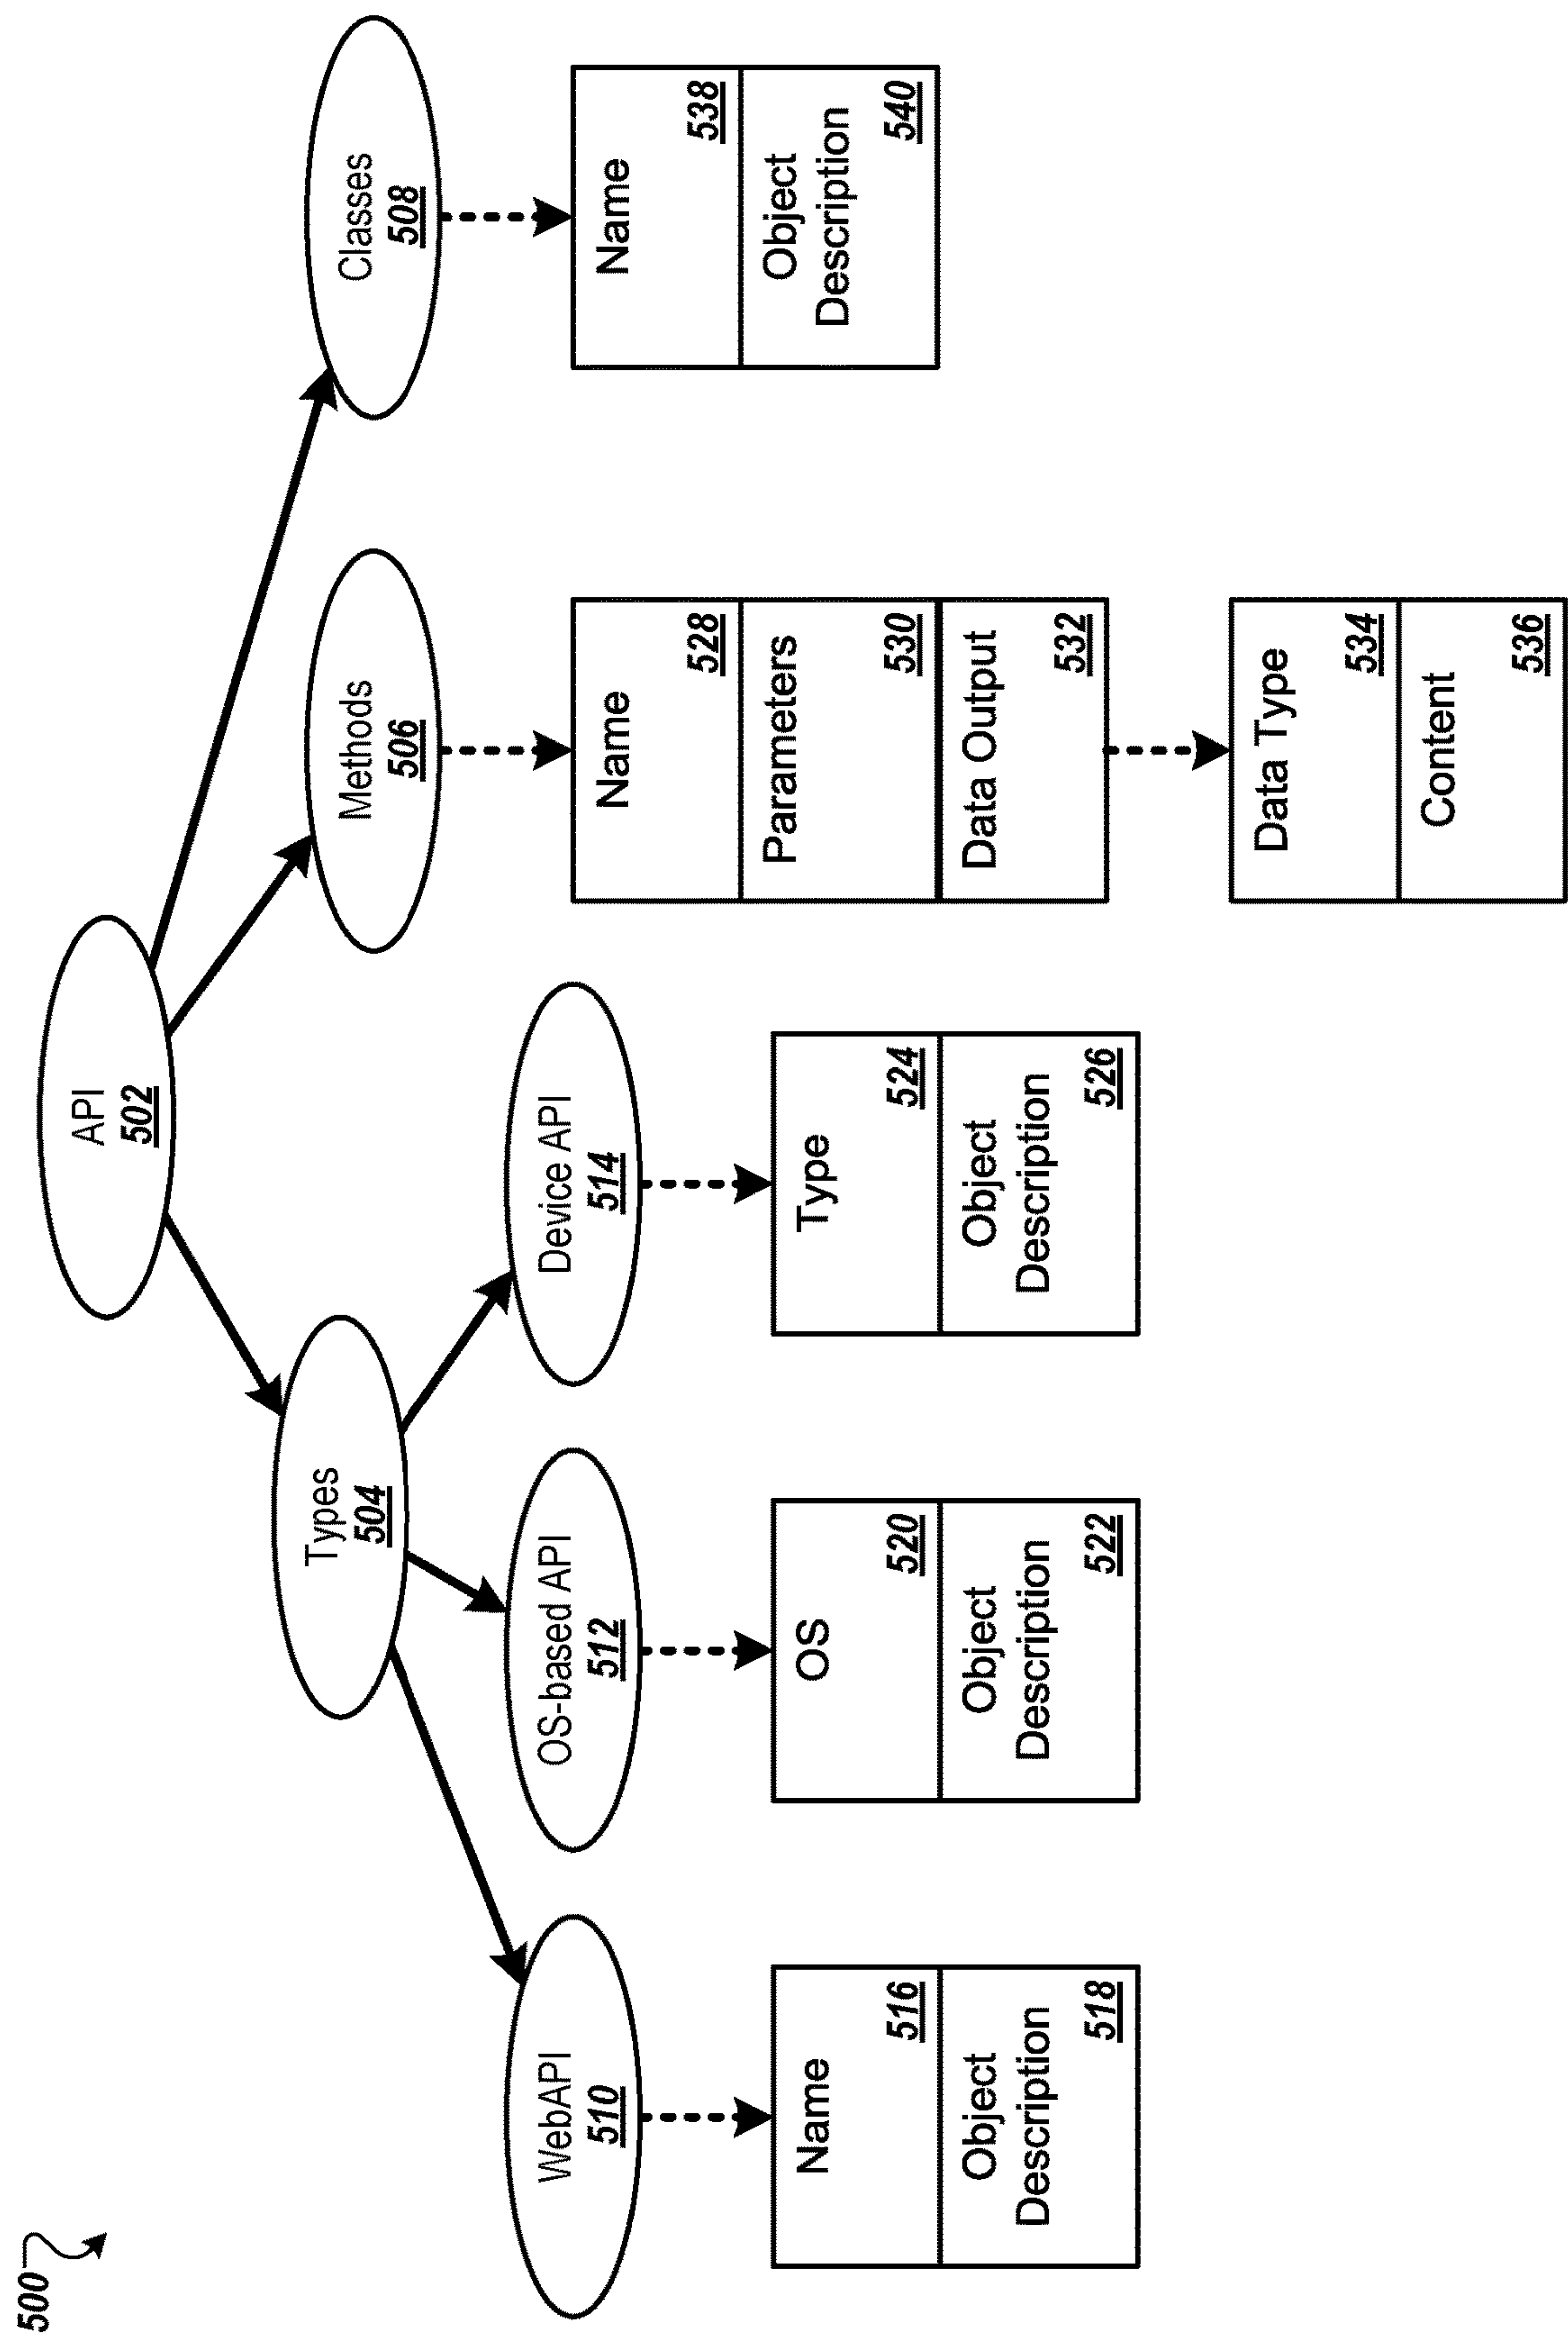 500
API
502
Types
504
Methods
506
Classes
508
WebAPI
510
OS-based API
512
Device API
514
Name
516
Object
Description
518
OS
520
Object
Description
522
Type
524
Object
Description
526
Name
528
Parameters
530
Data Output
532
Data Type
534
Content
536
Name
538
Object
Description
540